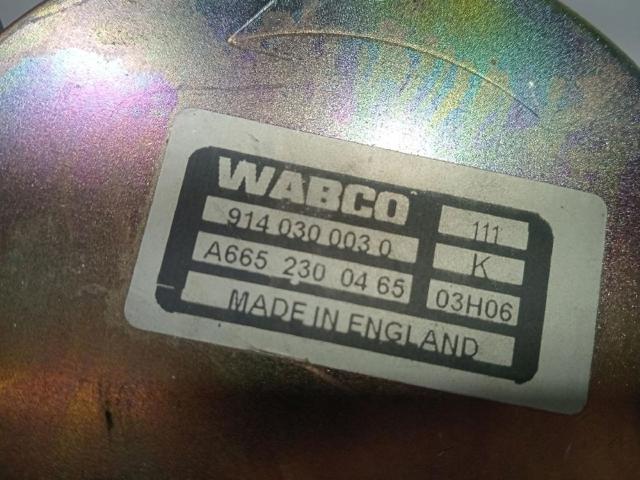 WABCO 111
914 030 003 0 K
A665 230 04 65 03H06
MADE IN ENGLAND